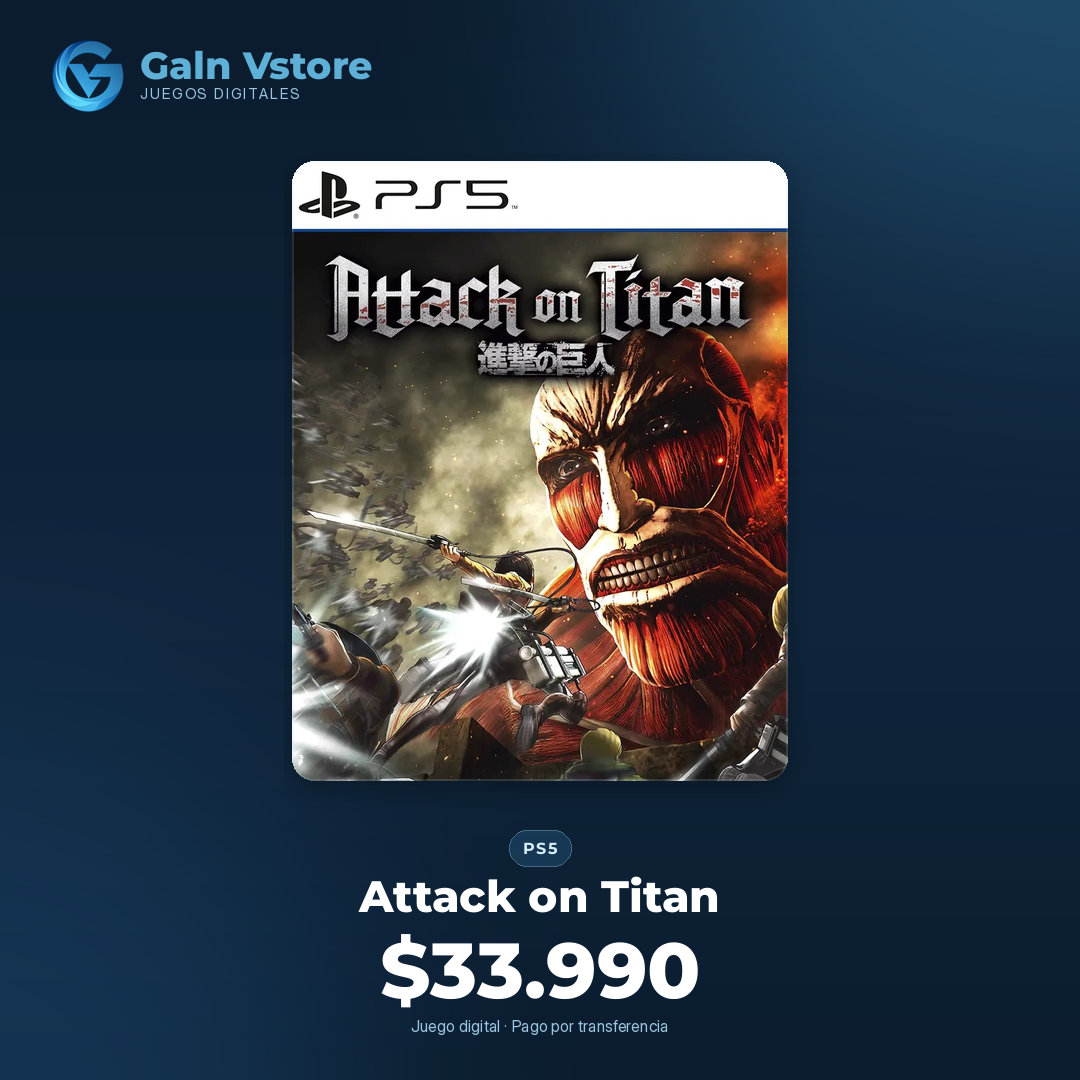 GaIn Vstore
JUEGOS DIGITALES
PS5
Attack on Titan
進撃の巨人
PS5
Attack on Titan
$33.990
Juego digital · Pago por transferencia